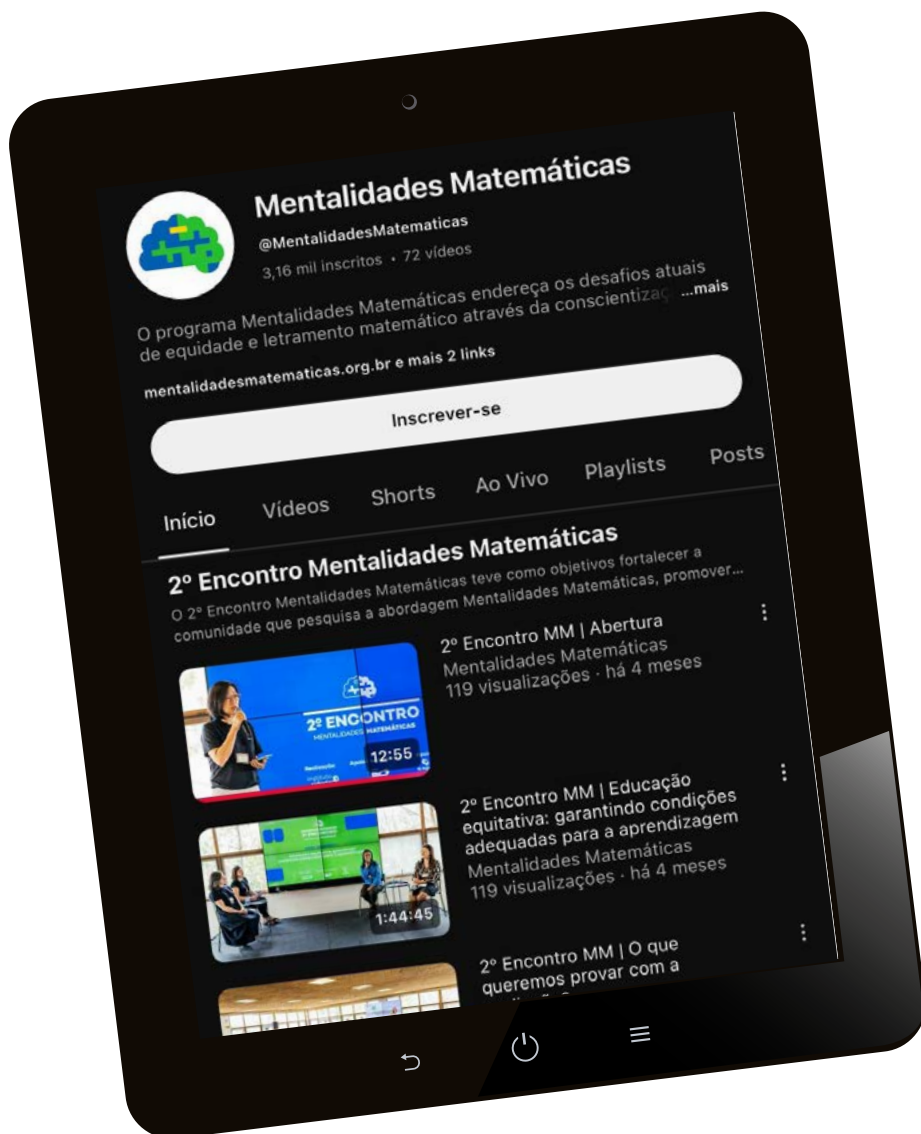 Mentalidades Matemáticas
@MentalidadesMatematicas
3,16 mil inscritos • 72 vídeos
O programa Mentalidades Matemáticas endereça os desafios atuais
de equidade e letramento matemático através da conscientizaç ...mais
mentalidadesmatematicas.org.br e mais 2 links
Inscrever-se
Início Vídeos Shorts Ao Vivo Playlists Posts
2º Encontro Mentalidades Matemáticas
O 2º Encontro Mentalidades Matemáticas teve como objetivos fortalecer a
comunidade que pesquisa a abordagem Mentalidades Matemáticas, promover...
2º ENCONTRO
MENTALIDADES MATEMÁTICAS
Realização
12:55
2º Encontro MM | Abertura
Mentalidades Matemáticas
119 visualizações · há 4 meses
1:44:45
2º Encontro MM | Educação
equitativa: garantindo condições
adequadas para a aprendizagem
Mentalidades Matemáticas
119 visualizações · há 4 meses
2º Encontro MM | O que
queremos provar com a